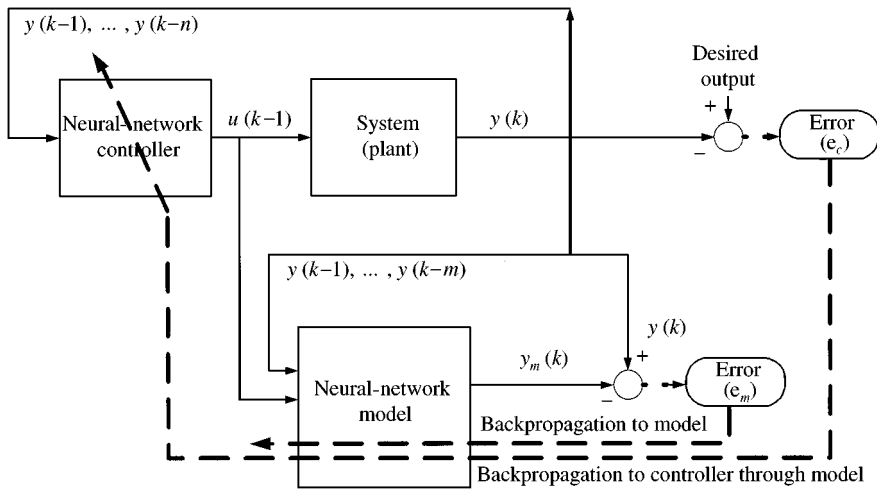 y (k−1), ... , y (k−n)
Neural-network
controller
u (k−1)
System
(plant)
y (k)
Desired
output
+
−
Error
(e_c)
y (k−1), ... , y (k−m)
Neural-network
model
y_m (k)
y (k)
+
−
Error
(e_m)
Backpropagation to model
Backpropagation to controller through model